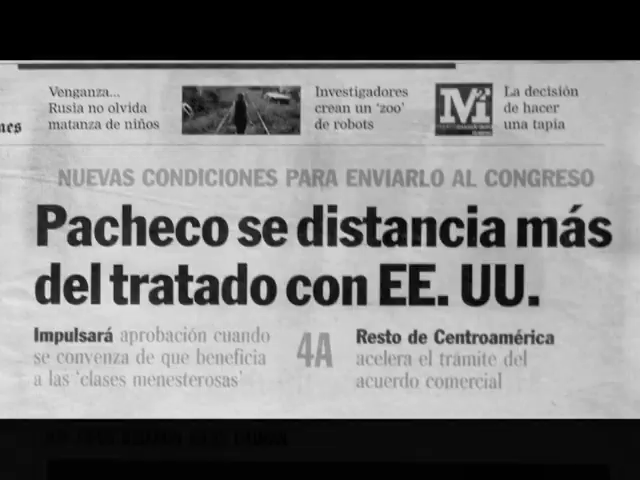 Venganza...
Rusia no olvida
matanza de niños
Investigadores
crean un 'zoo'
de robots
M2i
La decisión
de hacer
una tapia
nes
NUEVAS CONDICIONES PARA ENVIARLO AL CONGRESO
Pacheco se distancia más
del tratado con EE. UU.
Impulsará aprobación cuando
se convenza de que beneficia
a las 'clases menesterosas'
4A
Resto de Centroamérica
acelera el trámite del
acuerdo comercial